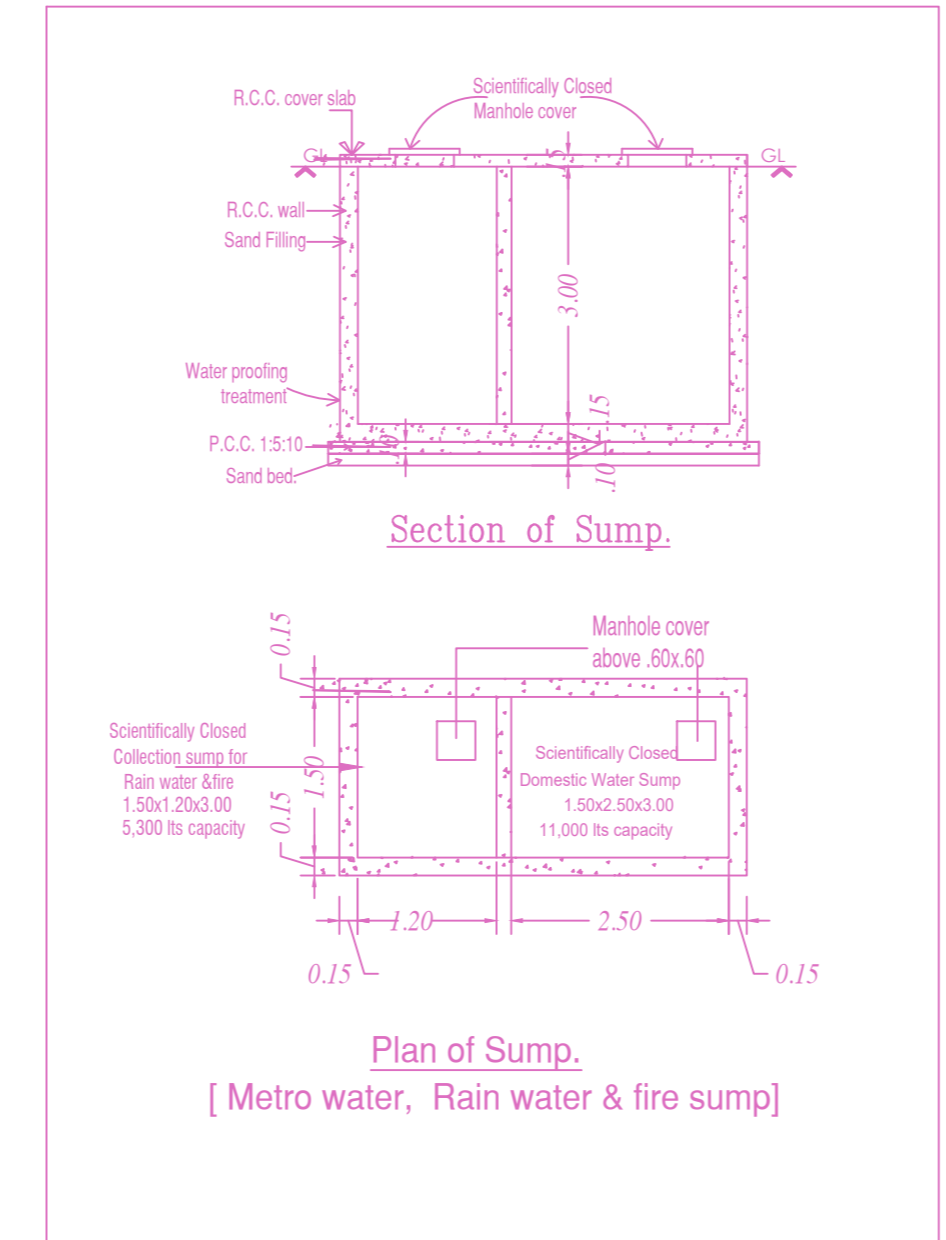 Scientifically Closed
Manhole cover
R.C.C. cover slab
GL
GL
.15
R.C.C. wall
Sand Filling
3.00
Water proofing
treatment
.15
P.C.C. 1:5:10
.10
Sand bed.
.10
Section of Sump.
0.15
Manhole cover
above .60x.60
Scientifically Closed
Collection sump for
Rain water &fire
1.50x1.20x3.00
5,300 lts capacity
1.50
0.15
Scientifically Closed
Domestic Water Sump
1.50x2.50x3.00
11,000 lts capacity
1.20
2.50
0.15
0.15
Plan of Sump.
[ Metro water, Rain water & fire sump]